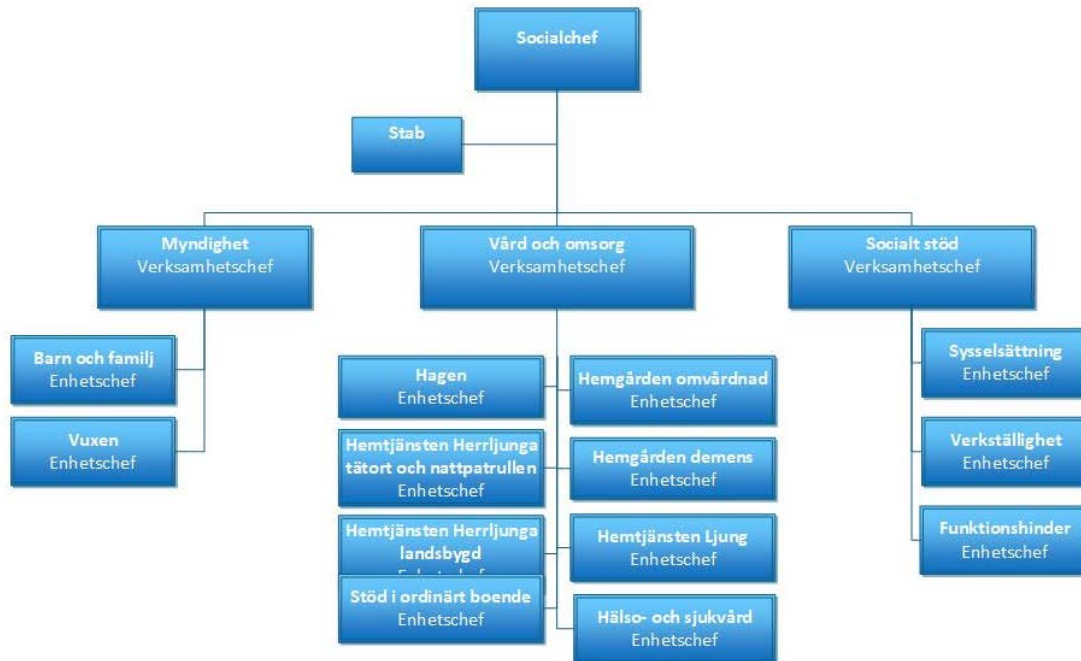 Socialchef
Stab
Myndighet
Verksamhetschef
Vård och omsorg
Verksamhetschef
Socialt stöd
Verksamhetschef
Barn och familj
Enhetschef
Vuxen
Enhetschef
Hagen
Enhetschef
Hemtjänsten Herrljunga
tätort och nattpatrullen
Enhetschef
Hemtjänsten Herrljunga
landsbygd
Enhetschef
Stöd i ordinärt boende
Enhetschef
Hemgården omvårdnad
Enhetschef
Hemgården demens
Enhetschef
Hemtjänsten Ljung
Enhetschef
Hälso- och sjukvård
Enhetschef
Sysselsättning
Enhetschef
Verkställighet
Enhetschef
Funktionshinder
Enhetschef